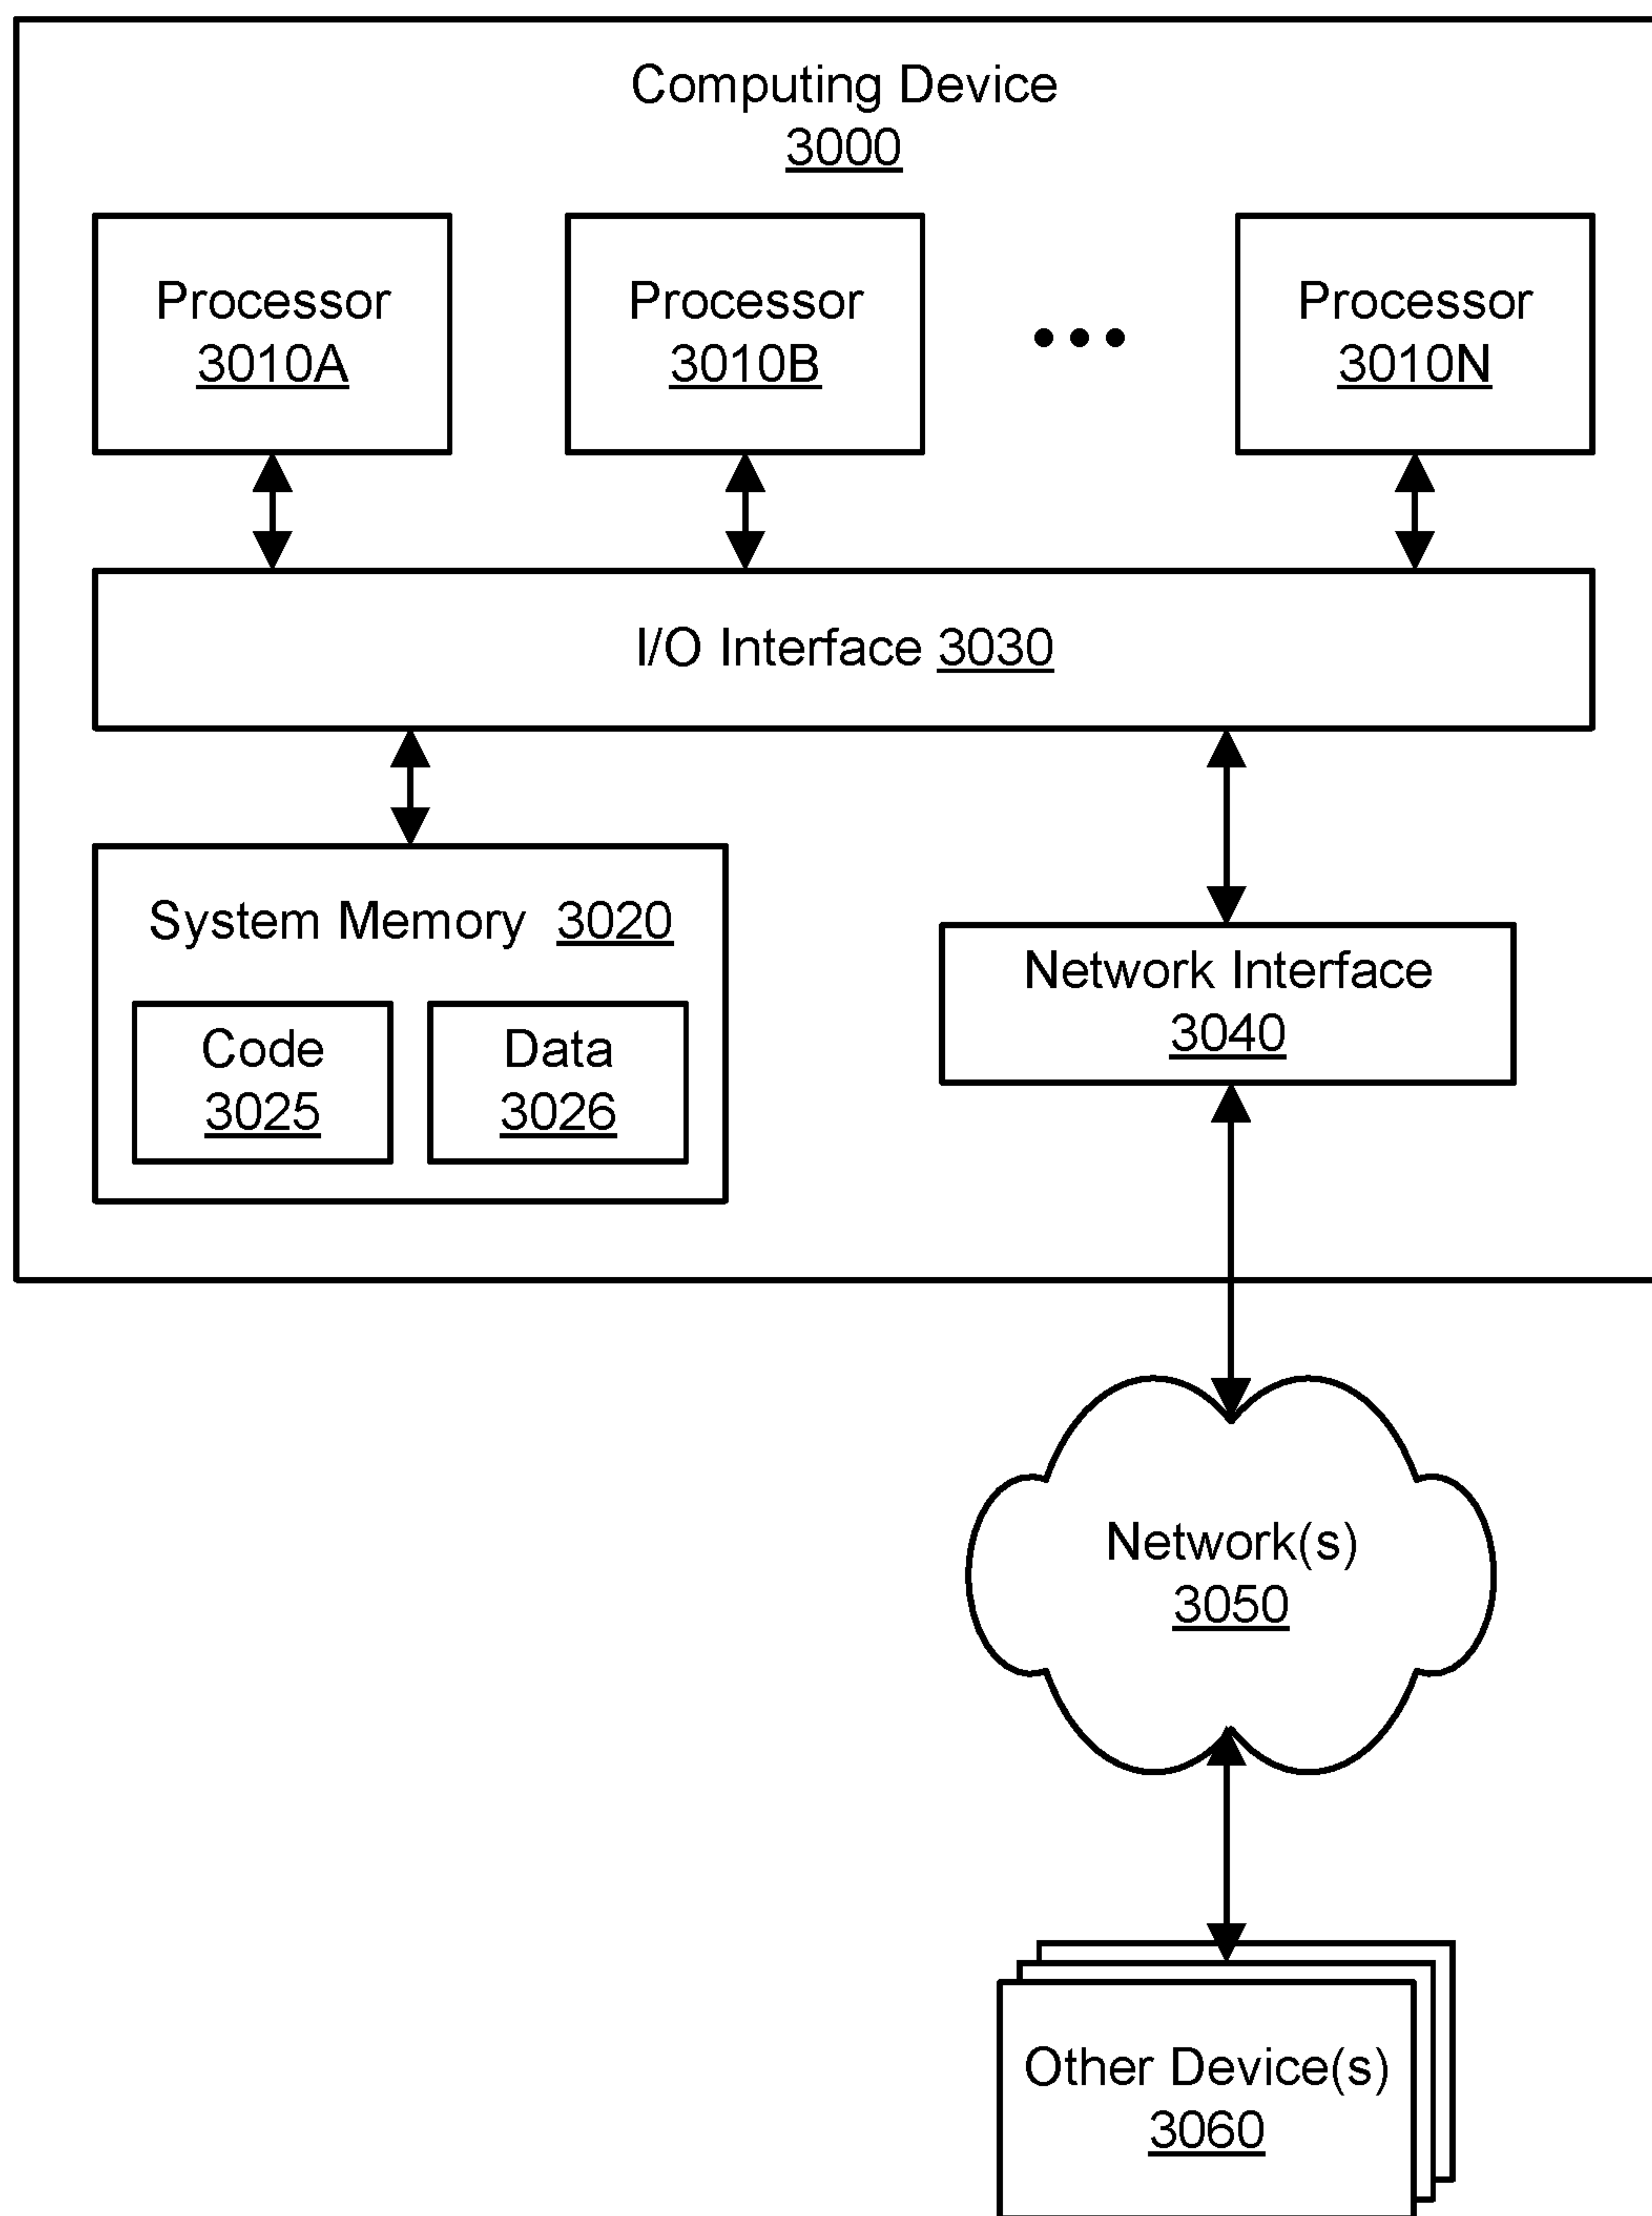 Computing Device
3000
Processor
3010A
Processor
3010B
Processor
3010N
I/O Interface 3030
System Memory 3020
Code
3025
Data
3026
Network Interface
3040
Network(s)
3050
Other Device(s)
3060